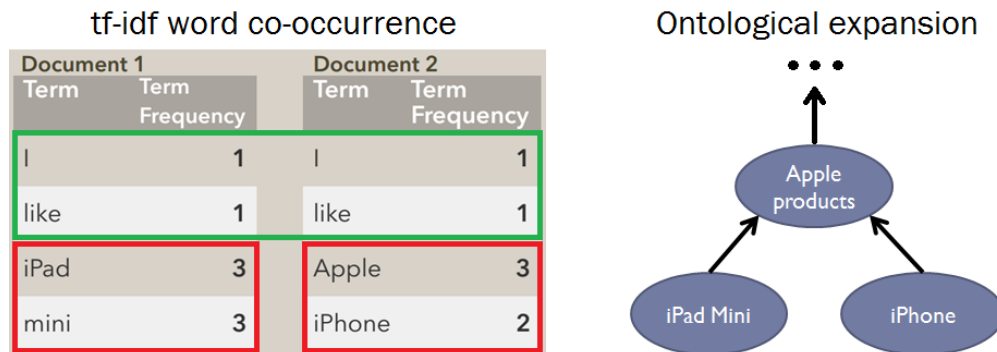 tf-idf word co-occurrence
Document 1
Term Term Frequency
I 1
like 1
iPad 3
mini 3
Document 2
Term Term Frequency
I 1
like 1
Apple 3
iPhone 2
Ontological expansion
...
Apple
products
iPad Mini
iPhone